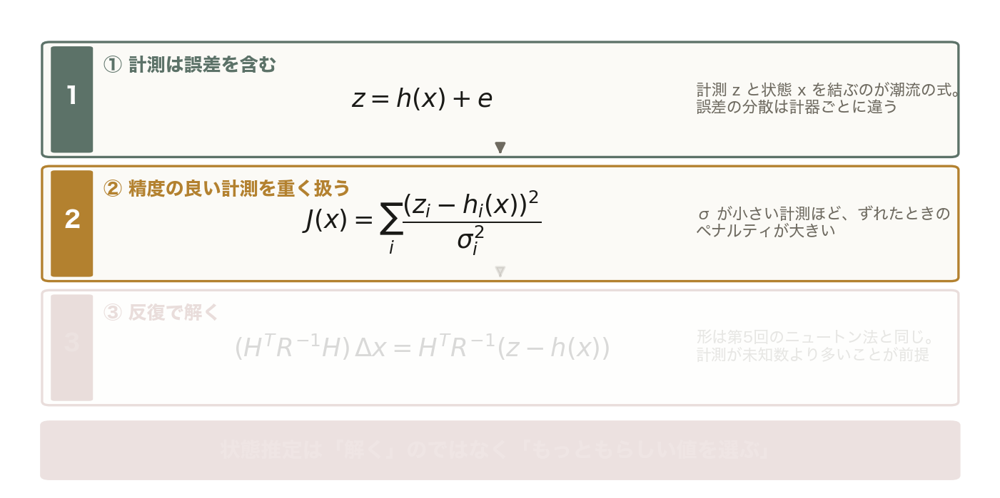 1
① 計測は誤差を含む
z = h(x) + e
計測 z と状態 x を結ぶのが潮流の式。
誤差の分散は計器ごとに違う
2
② 精度の良い計測を重く扱う
J(x) = ∑_i (z_i − h_i(x))² / σ_i²
σ が小さい計測ほど、ずれたときの
ペナルティが大きい
3
③ 反復で解く
(HᵀR⁻¹H) Δx = HᵀR⁻¹(z − h(x))
形は第5回のニュートン法と同じ。
計測が未知数より多いことが前提
状態推定は「解く」のではなく「もっともらしい値を選ぶ」